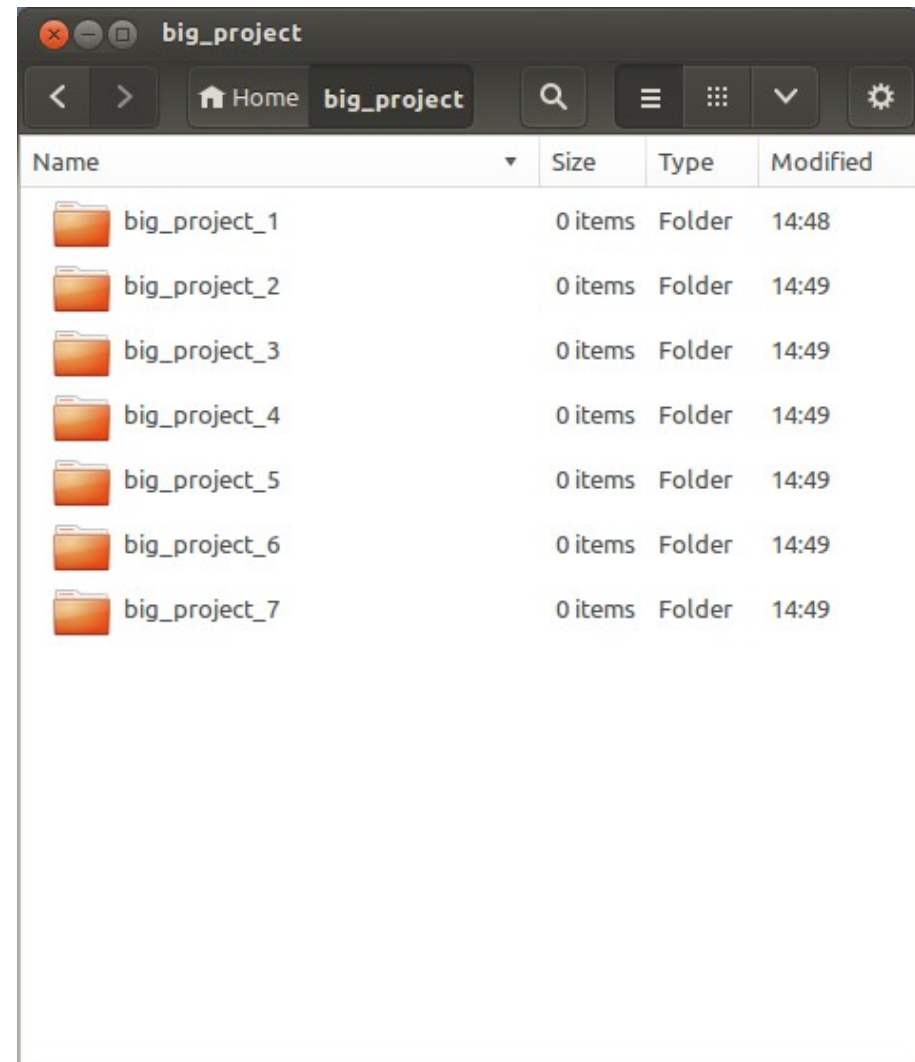 big_project
Home big_project
Name Size Type Modified
big_project_1 0 items Folder 14:48
big_project_2 0 items Folder 14:49
big_project_3 0 items Folder 14:49
big_project_4 0 items Folder 14:49
big_project_5 0 items Folder 14:49
big_project_6 0 items Folder 14:49
big_project_7 0 items Folder 14:49